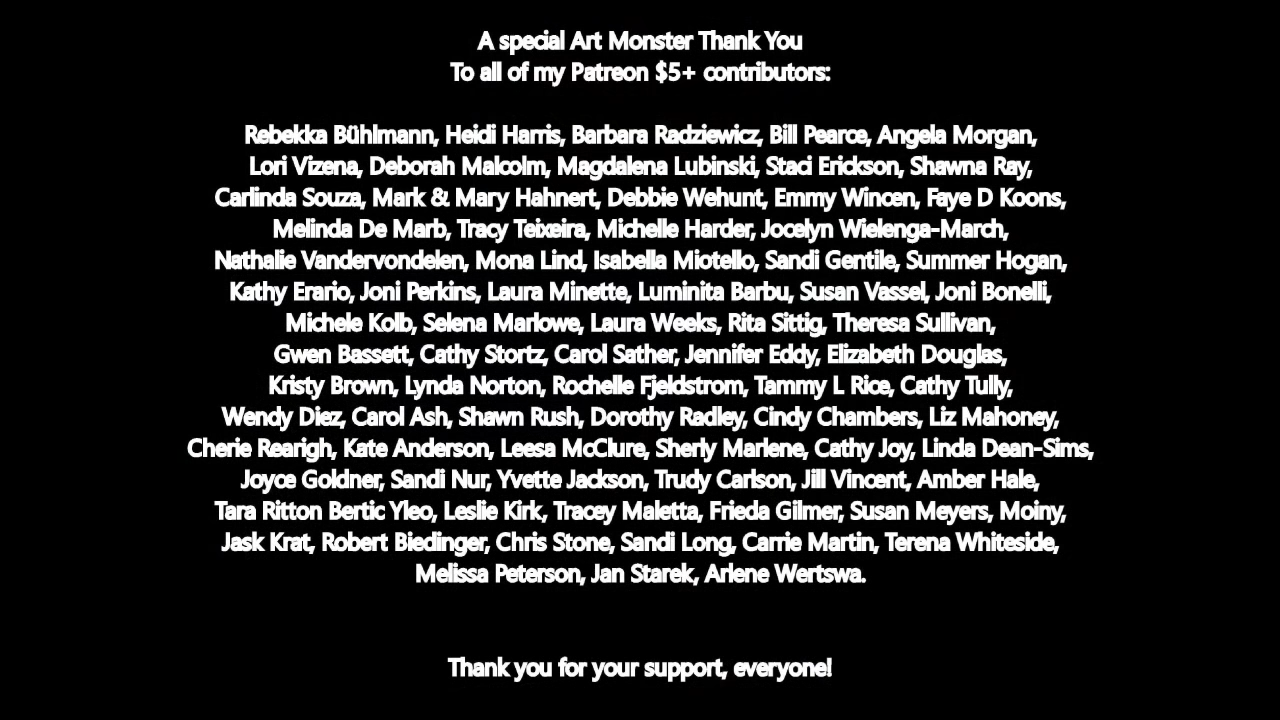 A special Art Monster Thank You
To all of my Patreon $5+ contributors:
Rebekka Bühlmann, Heidi Harris, Barbara Radziewicz, Bill Pearce, Angela Morgan,
Lori Vizena, Deborah Malcolm, Magdalena Lubinski, Staci Erickson, Shawna Ray,
Carlinda Souza, Mark & Mary Hahnert, Debbie Wehunt, Emmy Wincen, Faye D Koons,
Melinda De Marb, Tracy Teixeira, Michelle Harder, Jocelyn Wielenga-March,
Nathalie Vandervondelen, Mona Lind, Isabella Miotello, Sandi Gentile, Summer Hogan,
Kathy Erario, Joni Perkins, Laura Minette, Luminita Barbu, Susan Vassel, Joni Bonelli,
Michele Kolb, Selena Marlowe, Laura Weeks, Rita Sittig, Theresa Sullivan,
Gwen Bassett, Cathy Stortz, Carol Sather, Jennifer Eddy, Elizabeth Douglas,
Kristy Brown, Lynda Norton, Rochelle Fjeldstrom, Tammy L Rice, Cathy Tully,
Wendy Diez, Carol Ash, Shawn Rush, Dorothy Radley, Cindy Chambers, Liz Mahoney,
Cherie Rearigh, Kate Anderson, Leesa McClure, Sherly Marlene, Cathy Joy, Linda Dean-Sims,
Joyce Goldner, Sandi Nur, Yvette Jackson, Trudy Carlson, Jill Vincent, Amber Hale,
Tara Ritton Bertic Yleo, Leslie Kirk, Tracey Maletta, Frieda Gilmer, Susan Meyers, Moiny,
Jask Krat, Robert Biedinger, Chris Stone, Sandi Long, Carrie Martin, Terena Whiteside,
Melissa Peterson, Jan Starek, Arlene Wertswa.
Thank you for your support, everyone!